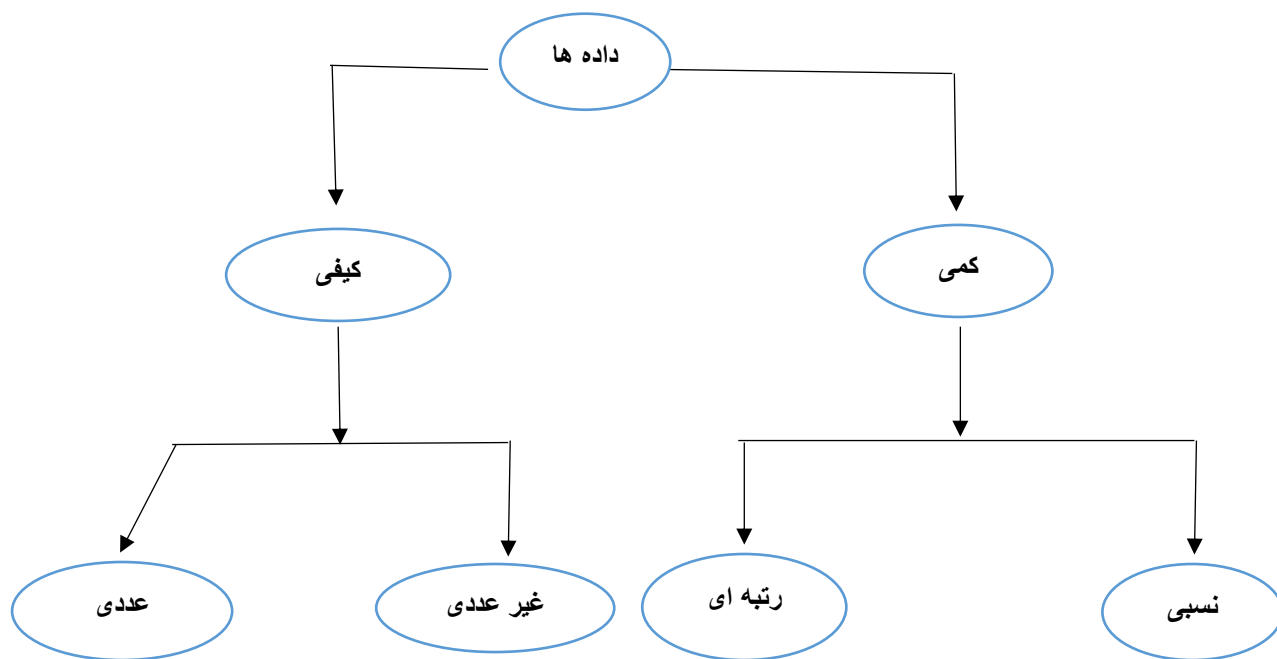 داده ها
کمی
کیفی
نسبی
رتبه ای
غیر عددی
عددی